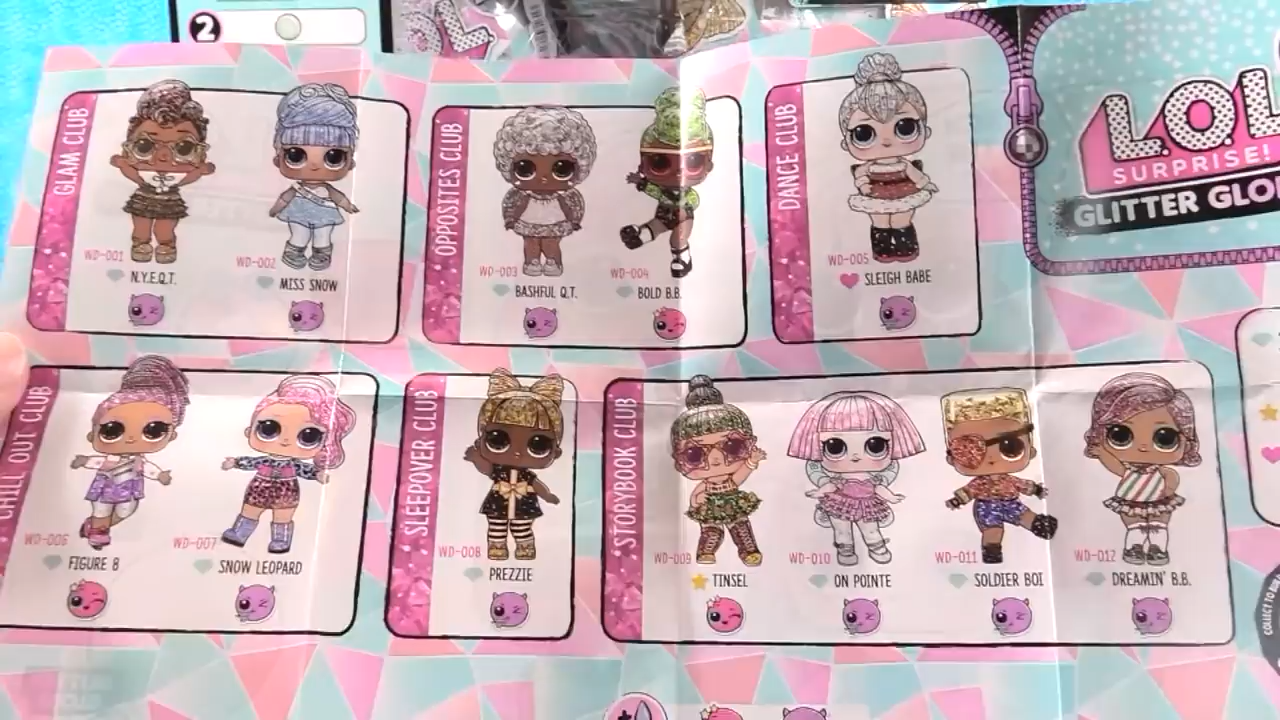 2
GLAM CLUB
WD-001
N.Y.E.Q.T.
WD-002
MISS SNOW
OPPOSITES CLUB
WD-003
BASHFUL Q.T.
WD-004
BOLD B.B.
DANCE CLUB
WD-005
SLEIGH BABE
L.O.L
SURPRISE!
GLITTER GLO
CHILL OUT CLUB
WD-006
FIGURE 8
WD-007
SNOW LEOPARD
SLEEPOVER CLUB
WD-008
PREZZIE
STORYBOOK CLUB
WD-009
TINSEL
WD-010
ON POINTE
WD-011
SOLDIER BOI
WD-012
DREAMIN' B.B.